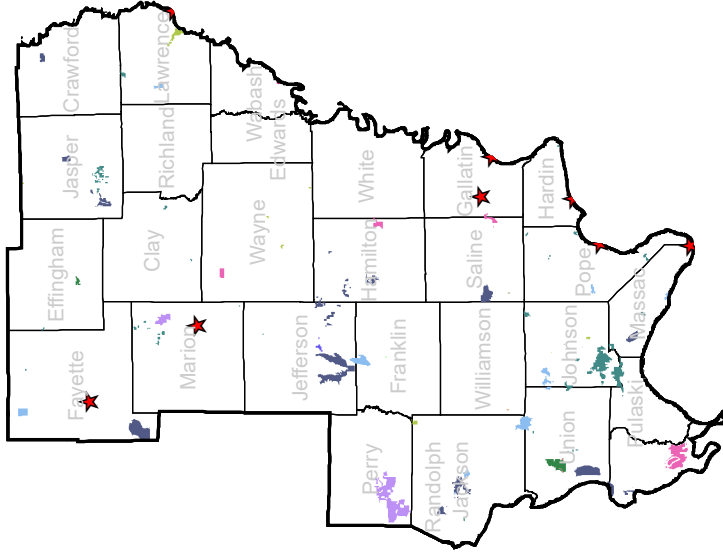 Crawford
Lawrence
Wabash
Edwards
Richland
Jasper
White
Gallatin
Hardin
Effingham
Clay
Wayne
Hamilton
Saline
Pope
Massac
Fayette
Marion
Jefferson
Franklin
Williamson
Johnson
Pulaski
Union
Perry
Randolph
Jackson